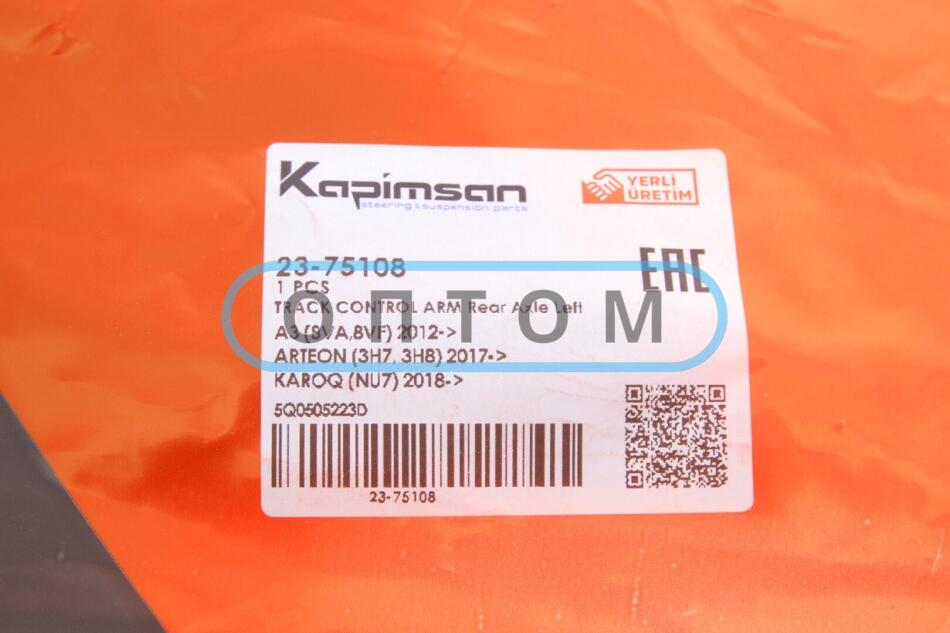 Kapimsan
steering & suspension parts
YERLİ
ÜRETİM
23-75108
1 PCS
EAC
TRACK CONTROL ARM Rear Axle Left
ОПТОМ
A3 (8VA,8VF) 2012->
ARTEON (3H7, 3H8) 2017->
KAROQ (NU7) 2018->
5Q0505223D
23-75108